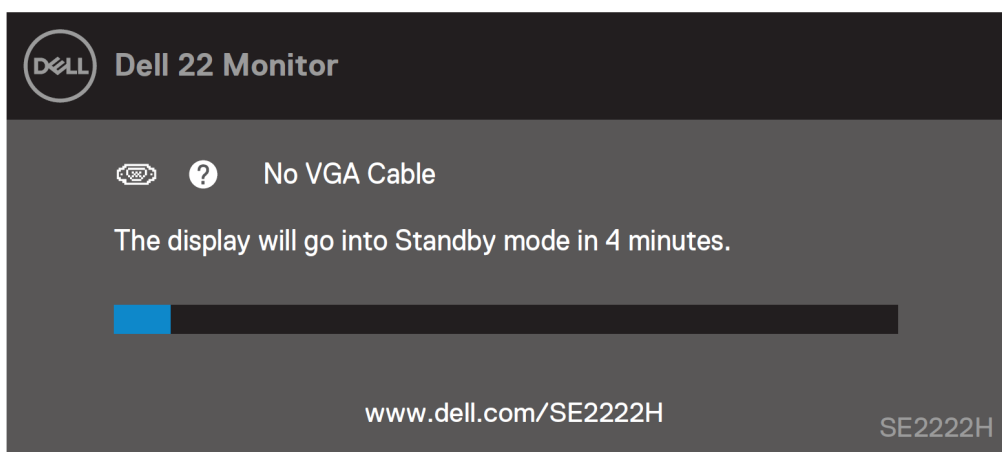 DELL Dell 22 Monitor
? No VGA Cable
The display will go into Standby mode in 4 minutes.
www.dell.com/SE2222H
SE2222H